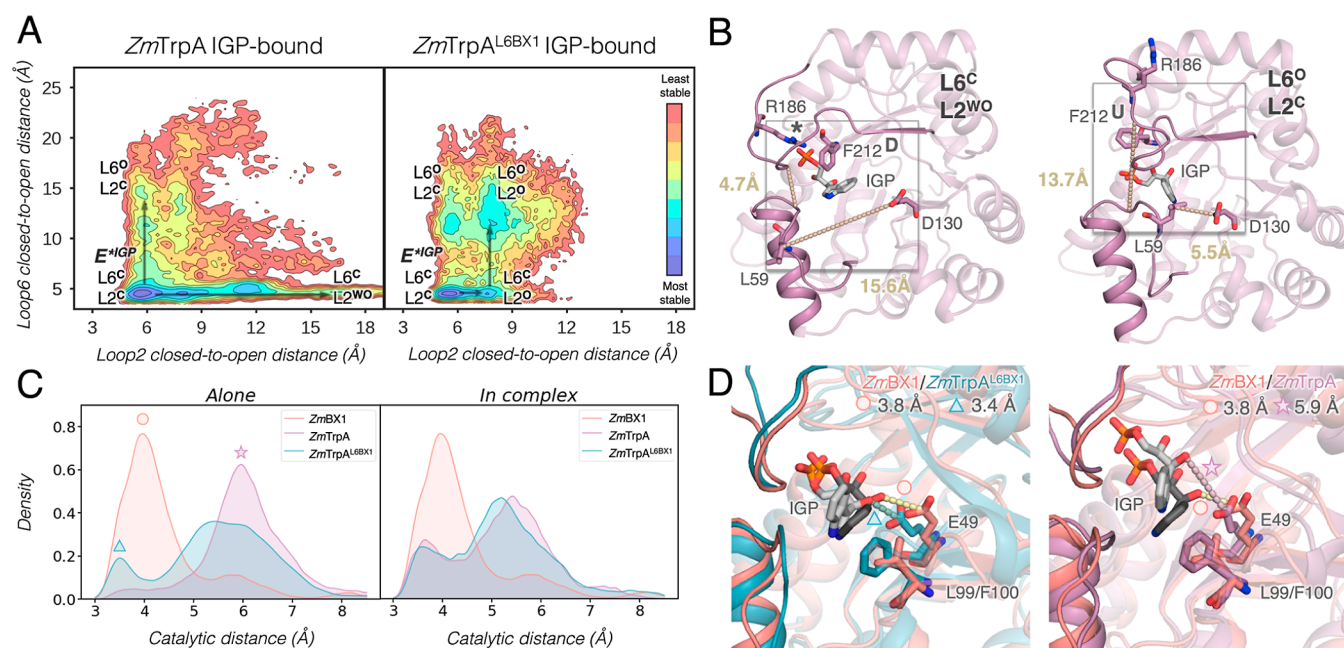 A
ZmTrpA IGP-bound
ZmTrpA^L6BX1 IGP-bound
Loop6 closed-to-open distance (Å)
25
20
15
10
5
L6^O
L2^C
E*^IGP
L6^C
L2^C
L6^C
L2^WO
L6^O
L2^C
L6^O
L2^O
E*^IGP
L6^C
L2^C
L6^C
L2^O
Least
stable
Most
stable
3 6 9 12 15 18
3 6 9 12 15 18
Loop2 closed-to-open distance (Å)
Loop2 closed-to-open distance (Å)
B
L6^C
L2^WO
R186
*
F212 D
IGP
4.7Å
D130
L59
15.6Å
R186
L6^O
L2^C
F212 U
IGP
13.7Å
D130
L59
5.5Å
C
Alone
In complex
Density
0.8
0.6
0.4
0.2
0.0
ZmBX1
ZmTrpA
ZmTrpA^L6BX1
ZmBX1
ZmTrpA
ZmTrpA^L6BX1
3 4 5 6 7 8
3 4 5 6 7 8
Catalytic distance (Å)
Catalytic distance (Å)
D
ZmBX1/ZmTrpA^L6BX1
3.8 Å 3.4 Å
IGP
E49
L99/F100
ZmBX1/ZmTrpA
3.8 Å 5.9 Å
IGP
E49
L99/F100